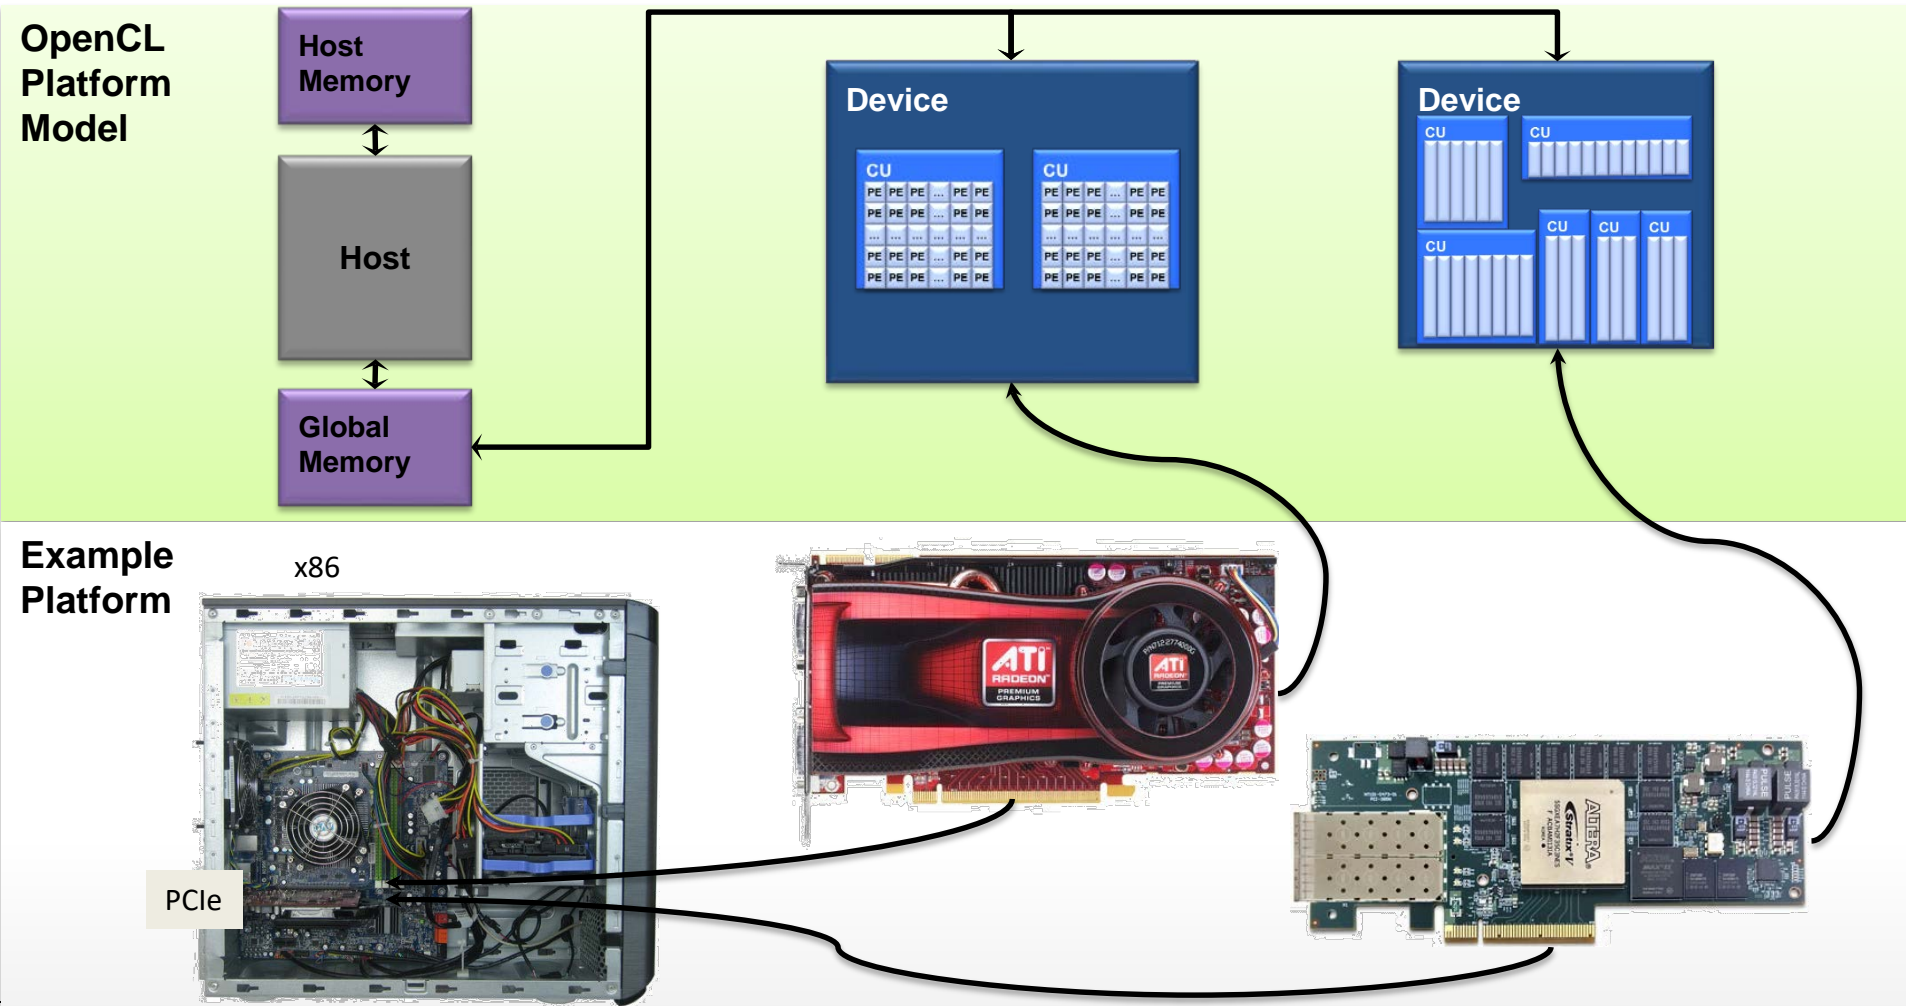 OpenCL
Platform
Model
Host
Memory
Host
Global
Memory
Device
CU
PE PE PE ... PE PE
PE PE PE ... PE PE
... ... ... ... ... ...
PE PE PE ... PE PE
PE PE PE ... PE PE
CU
PE PE PE ... PE PE
PE PE PE ... PE PE
... ... ... ... ... ...
PE PE PE ... PE PE
PE PE PE ... PE PE
Device
CU
CU
CU
CU
CU
CU
Example
Platform
x86
PCIe
ATI
RADEON
PREMIUM
GRAPHICS
ATI
RADEON
ALTERA
Stratix V
PULSE
PULSE